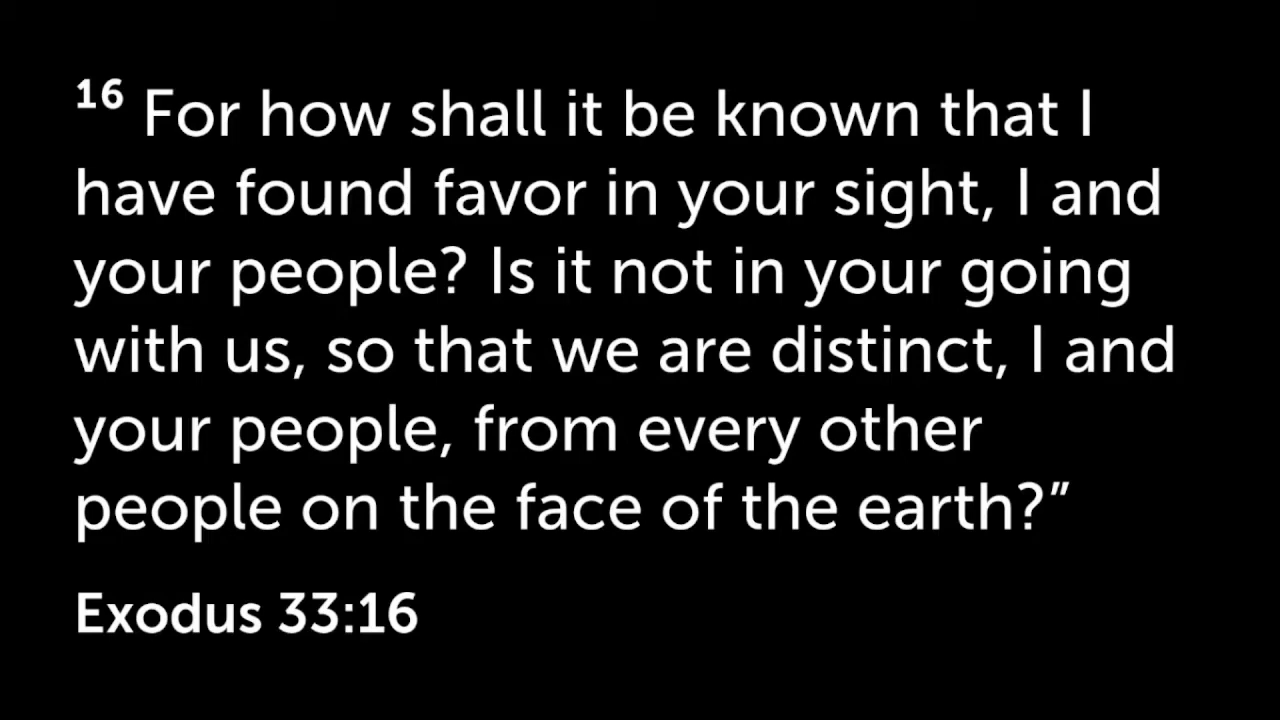 16 For how shall it be known that I
have found favor in your sight, I and
your people? Is it not in your going
with us, so that we are distinct, I and
your people, from every other
people on the face of the earth?”
Exodus 33:16